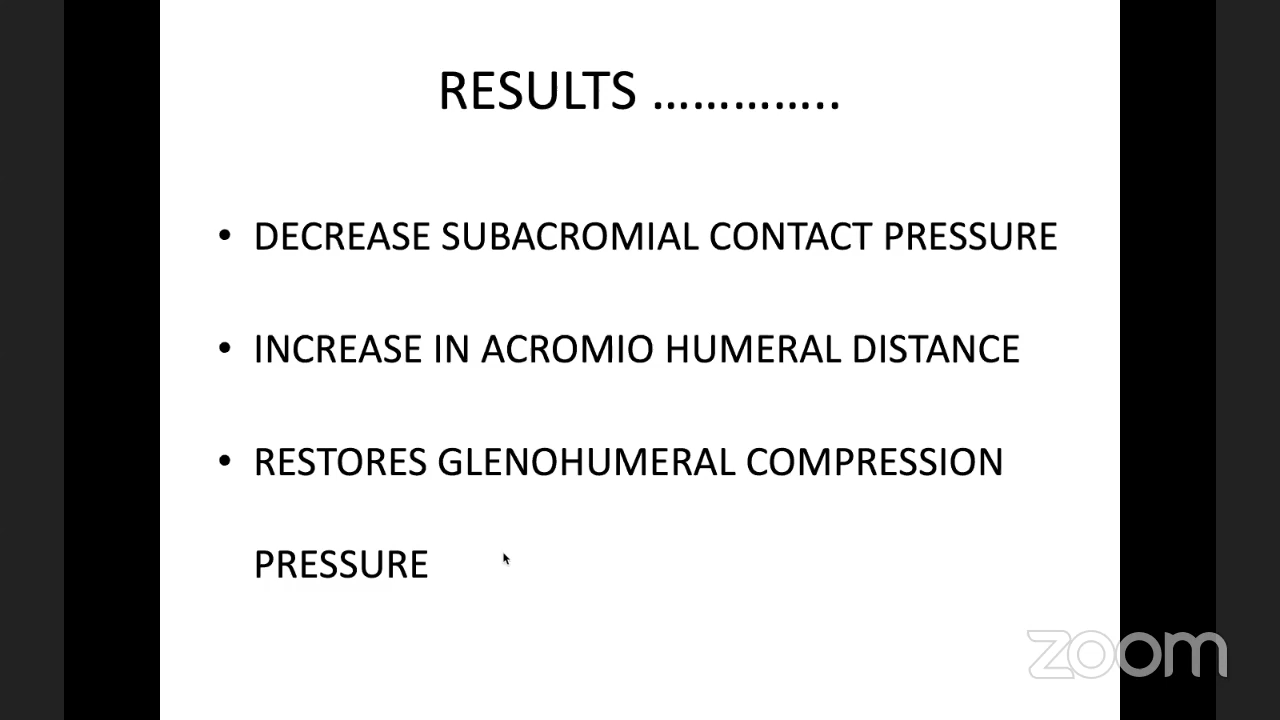 RESULTS …………..
• DECREASE SUBACROMIAL CONTACT PRESSURE
• INCREASE IN ACROMIO HUMERAL DISTANCE
• RESTORES GLENOHUMERAL COMPRESSION
PRESSURE
zoom